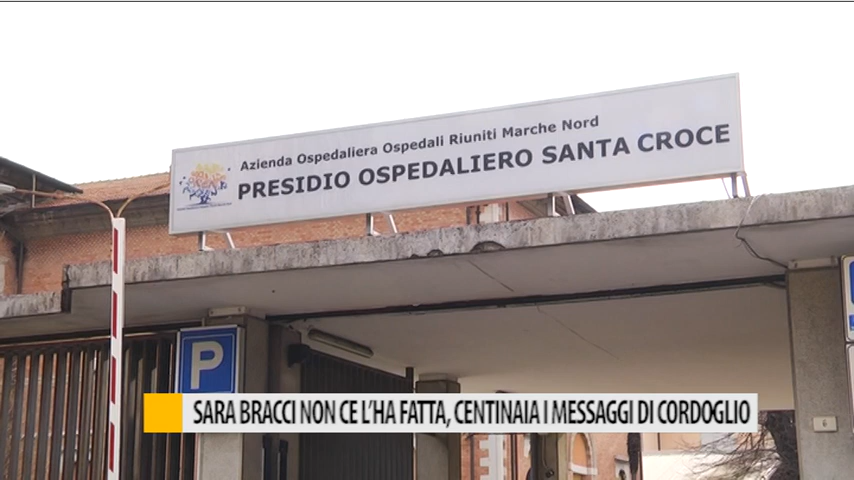 Azienda Ospedaliera Ospedali Riuniti Marche Nord
PRESIDIO OSPEDALIERO SANTA CROCE
P
SARA BRACCI NON CE L'HA FATTA, CENTINAIA I MESSAGGI DI CORDOGLIO
6